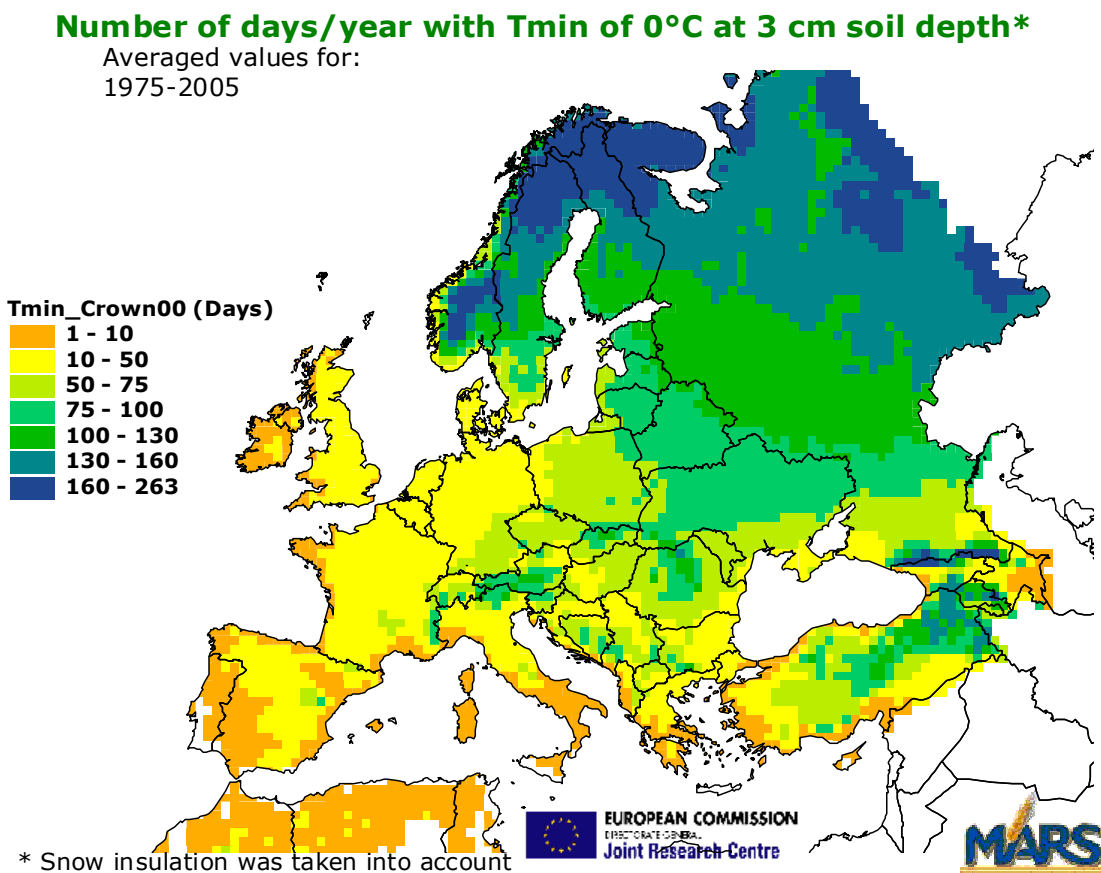 Number of days/year with Tmin of 0°C at 3 cm soil depth*
Averaged values for:
1975-2005
Tmin_Crown00 (Days)
1 - 10
10 - 50
50 - 75
75 - 100
100 - 130
130 - 160
160 - 263
EUROPEAN COMMISSION
DIRECTORATE-GENERAL
Joint Research Centre
MARS
* Snow insulation was taken into account